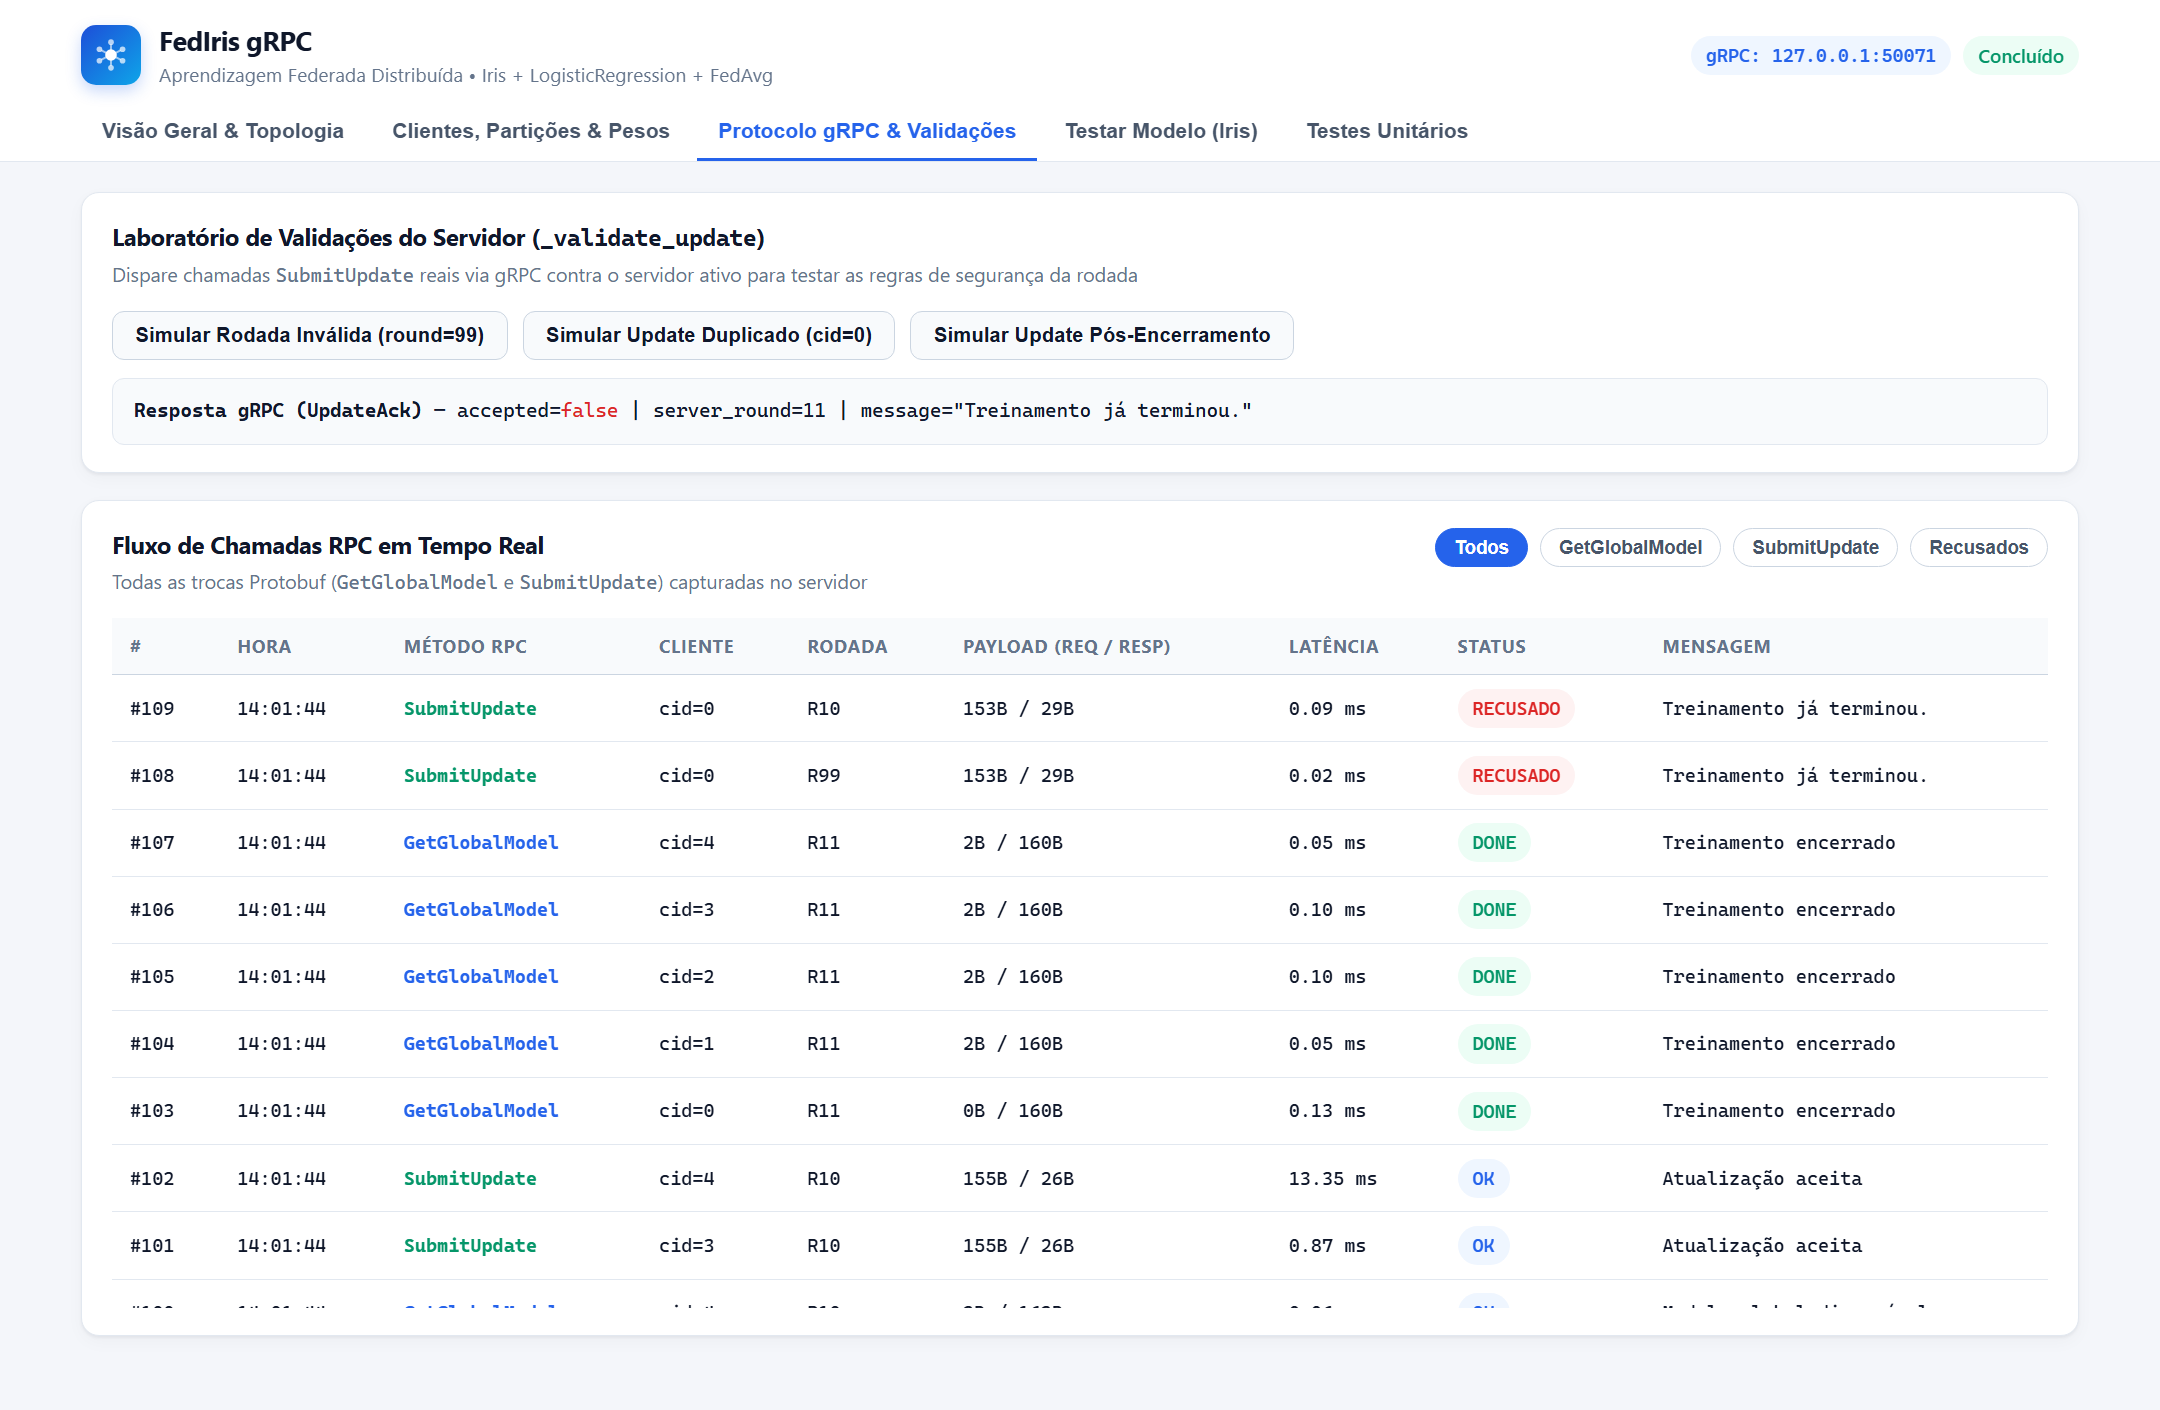 FedIris gRPC
Aprendizagem Federada Distribuída • Iris + LogisticRegression + FedAvg
gRPC: 127.0.0.1:50071
Concluído
Visão Geral & Topologia
Clientes, Partições & Pesos
Protocolo gRPC & Validações
Testar Modelo (Iris)
Testes Unitários
Laboratório de Validações do Servidor (_validate_update)
Dispare chamadas SubmitUpdate reais via gRPC contra o servidor ativo para testar as regras de segurança da rodada
Simular Rodada Inválida (round=99)
Simular Update Duplicado (cid=0)
Simular Update Pós-Encerramento
Resposta gRPC (UpdateAck) — accepted=false | server_round=11 | message="Treinamento já terminou."
Fluxo de Chamadas RPC em Tempo Real
Todas as trocas Protobuf (GetGlobalModel e SubmitUpdate) capturadas no servidor
Todos
GetGlobalModel
SubmitUpdate
Recusados
# HORA MÉTODO RPC CLIENTE RODADA PAYLOAD (REQ / RESP) LATÊNCIA STATUS MENSAGEM
#109 14:01:44 SubmitUpdate cid=0 R10 153B / 29B 0.09 ms RECUSADO Treinamento já terminou.
#108 14:01:44 SubmitUpdate cid=0 R99 153B / 29B 0.02 ms RECUSADO Treinamento já terminou.
#107 14:01:44 GetGlobalModel cid=4 R11 2B / 160B 0.05 ms DONE Treinamento encerrado
#106 14:01:44 GetGlobalModel cid=3 R11 2B / 160B 0.10 ms DONE Treinamento encerrado
#105 14:01:44 GetGlobalModel cid=2 R11 2B / 160B 0.10 ms DONE Treinamento encerrado
#104 14:01:44 GetGlobalModel cid=1 R11 2B / 160B 0.05 ms DONE Treinamento encerrado
#103 14:01:44 GetGlobalModel cid=0 R11 0B / 160B 0.13 ms DONE Treinamento encerrado
#102 14:01:44 SubmitUpdate cid=4 R10 155B / 26B 13.35 ms OK Atualização aceita
#101 14:01:44 SubmitUpdate cid=3 R10 155B / 26B 0.87 ms OK Atualização aceita